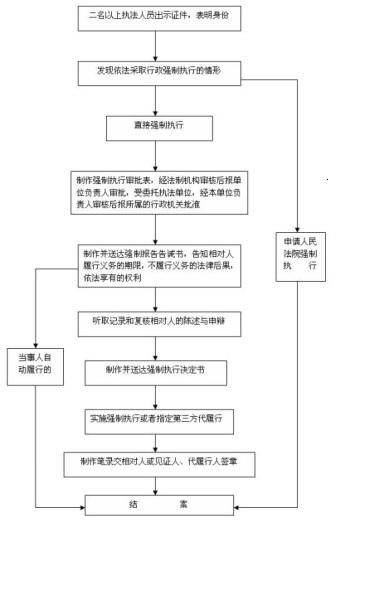 二名以上执法人员出示证件，表明身份
发现依法采取行政强制执行的情形
直接强制执行
制作强制执行审批表，经法制机构审核后报单
位负责人审批，受委托执法单位，经本单位负
责人审核后报所属的行政机关批准
申请人民
法院强制
执　　行
制作并送达强制报告告诫书，告知相对人
履行义务的期限，不履行义务的法律后果，
依法享有的权利
听取记录和复核相对人的陈述与申辩
当事人自
动履行的
制作并送达强制执行决定书
实施强制执行或者指定第三方代履行
制作笔录交相对人或见证人、代履行人签章
结　　　　案